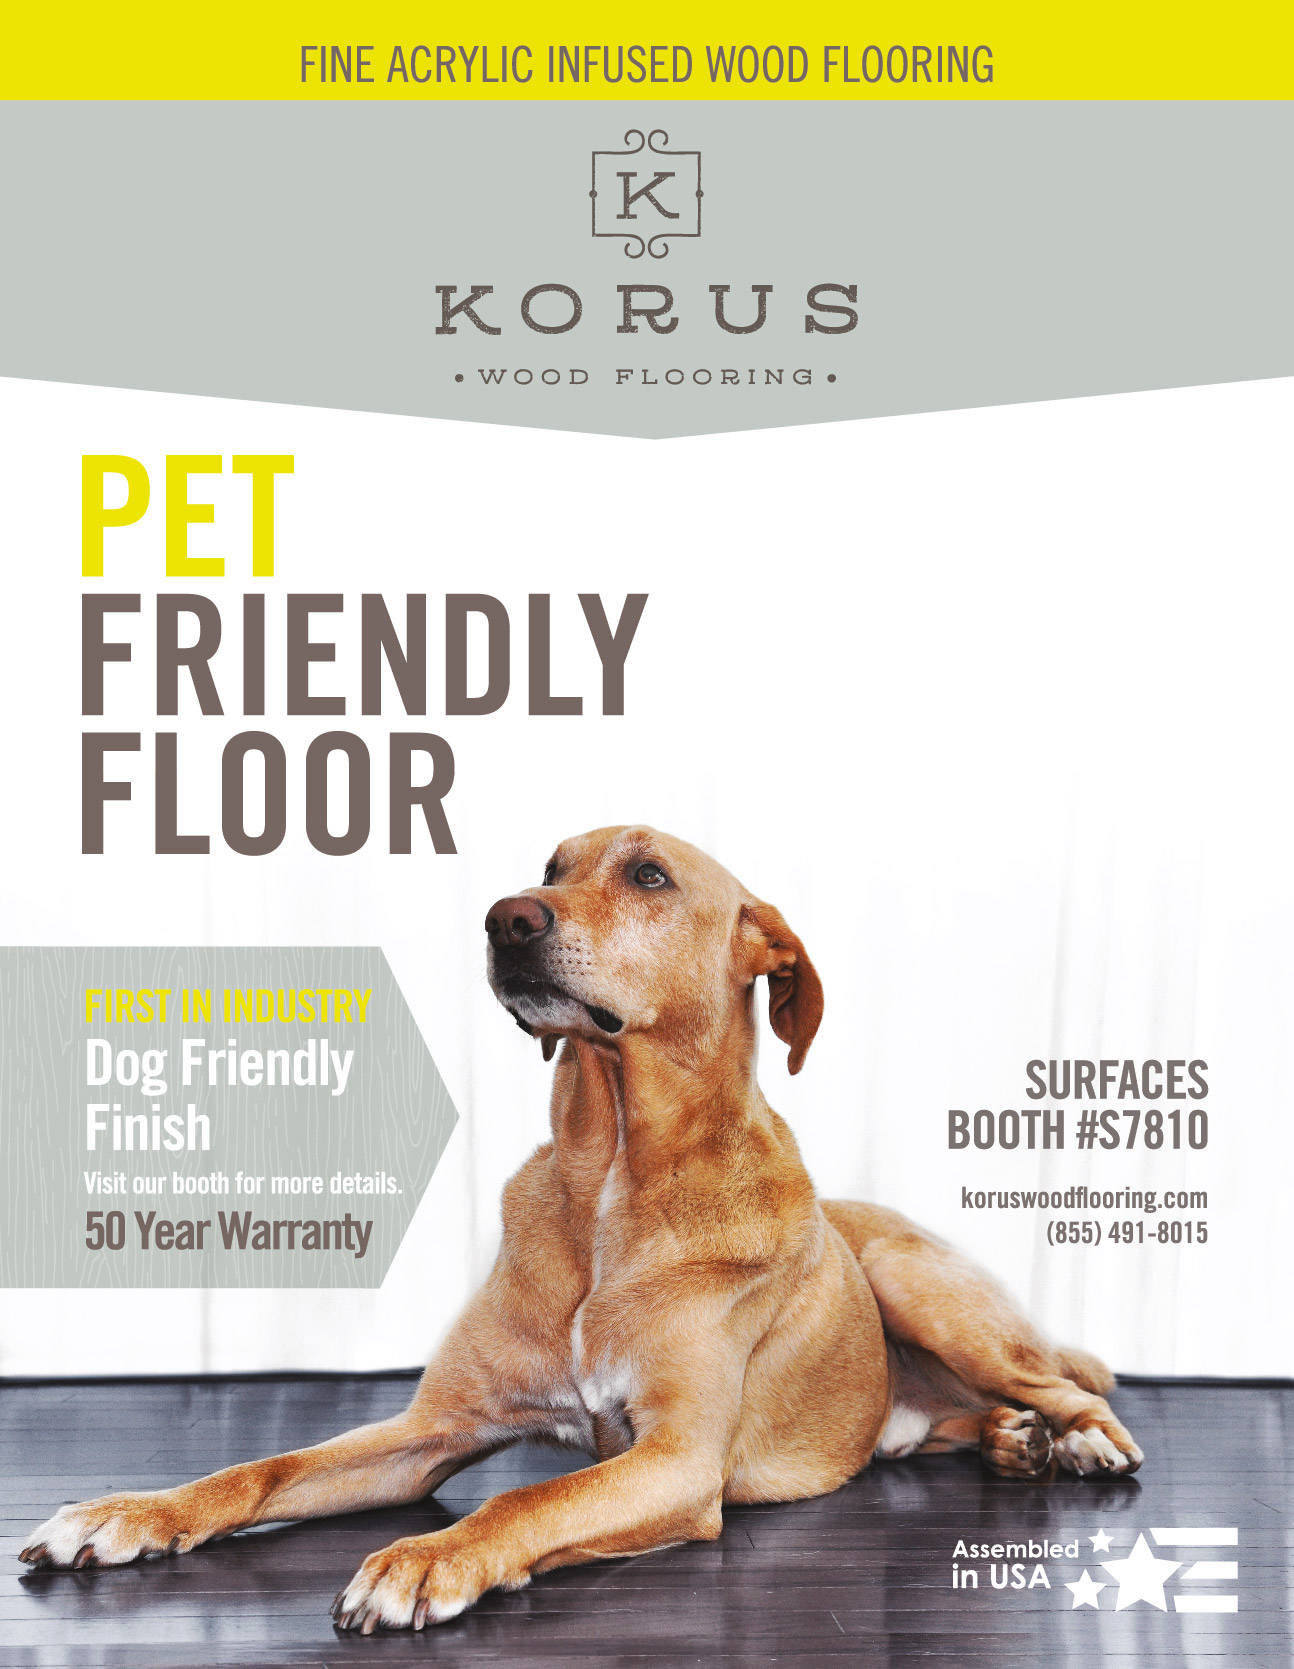 FINE ACRYLIC INFUSED WOOD FLOORING
K
KORUS
• WOOD FLOORING •
PET
FRIENDLY
FLOOR
FIRST IN INDUSTRY
Dog Friendly
Finish
Visit our booth for more details.
50 Year Warranty
SURFACES
BOOTH #S7810
koruswoodflooring.com
(855) 491-8015
Assembled
in USA